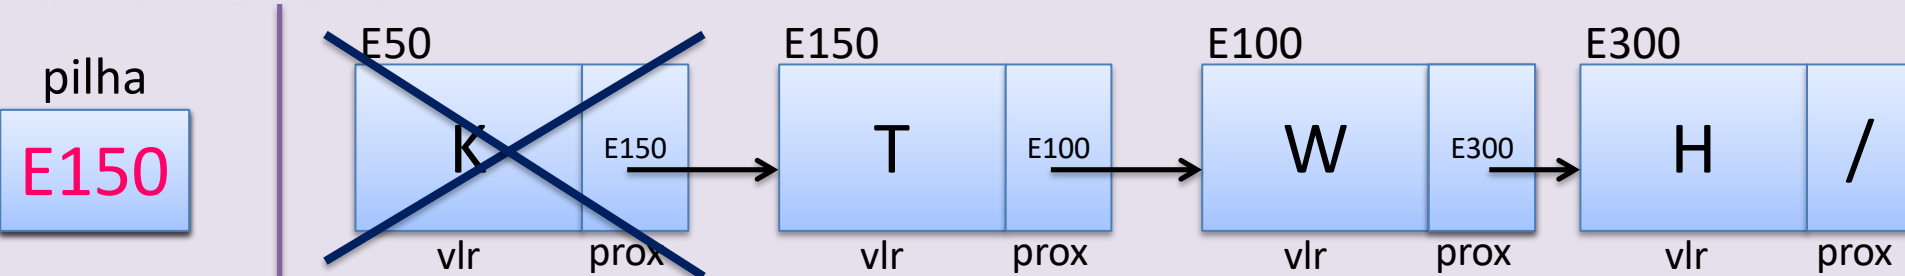 pilha
E150
E50 E150 E100 E300
K E150 T E100 W E300 H /
vlr prox vlr prox vlr prox vlr prox